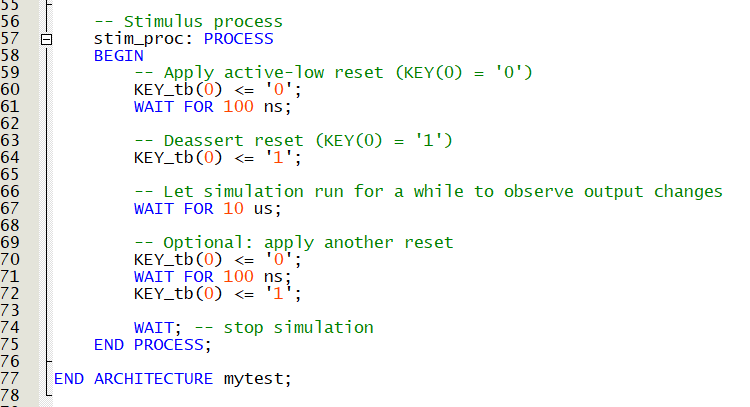 55
56 -- Stimulus process
57 stim_proc: PROCESS
58 BEGIN
59 -- Apply active-low reset (KEY(0) = '0')
60 KEY_tb(0) <= '0';
61 WAIT FOR 100 ns;
62
63 -- Deassert reset (KEY(0) = '1')
64 KEY_tb(0) <= '1';
65
66 -- Let simulation run for a while to observe output changes
67 WAIT FOR 10 us;
68
69 -- Optional: apply another reset
70 KEY_tb(0) <= '0';
71 WAIT FOR 100 ns;
72 KEY_tb(0) <= '1';
73
74 WAIT; -- stop simulation
75 END PROCESS;
76
77 END ARCHITECTURE mytest;
78